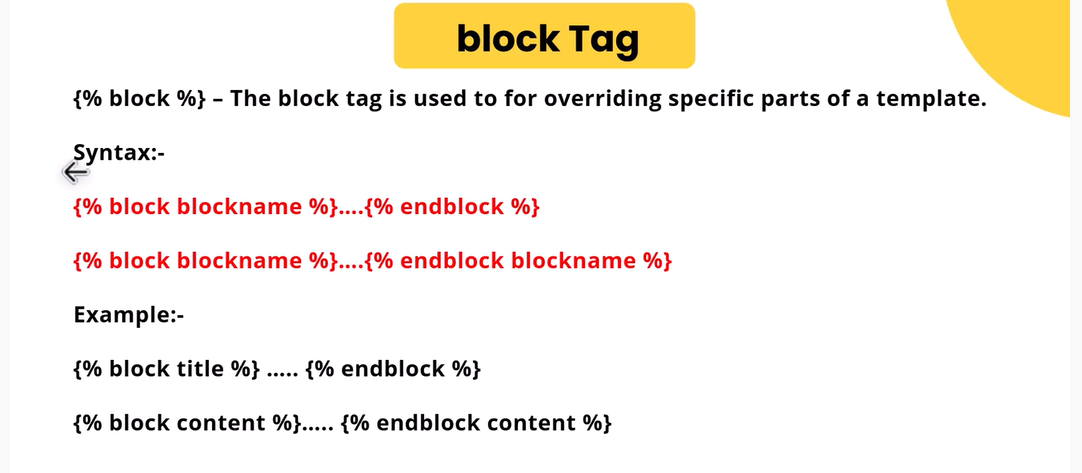 block Tag
{% block %} – The block tag is used to for overriding specific parts of a template.
Syntax:-
{% block blockname %}....{% endblock %}
{% block blockname %}....{% endblock blockname %}
Example:-
{% block title %} ..... {% endblock %}
{% block content %}..... {% endblock content %}